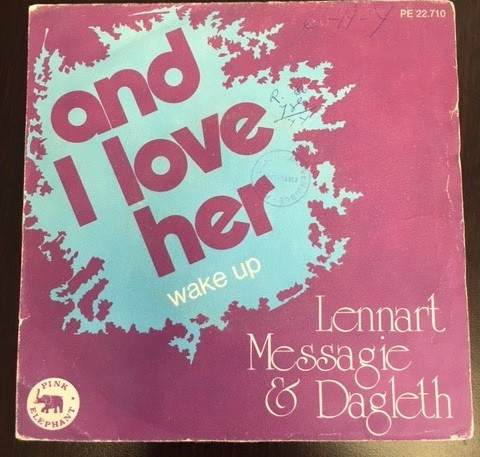 PE 22.710
and
I love
her
wake up
Lennart
Messagie
& Dagleth
PINK
ELEPHANT